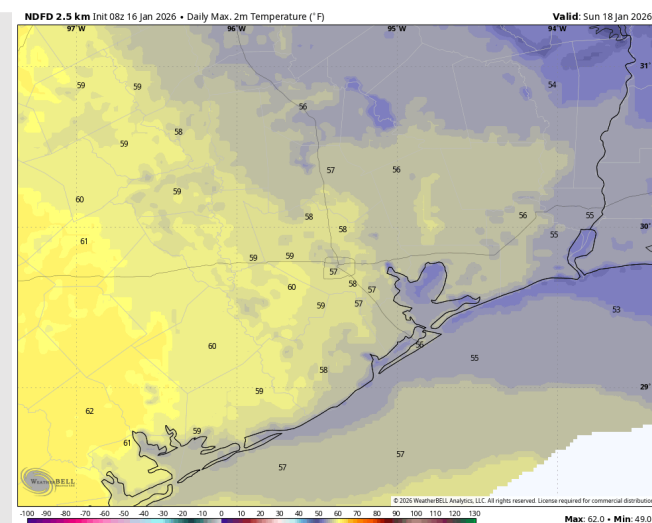 NDFD 2.5 km Init 08z 16 Jan 2026 • Daily Max. 2m Temperature (°F)
Valid: Sun 18 Jan 2026
97°W 96°W 95°W 94°W
31°
59 59 54
56
58
59
57 56
59
60
58 56 55
58 30°
61 55
59 59
57
60 58 57
59 57
53
60 56
55
58 29°
59
62
59
61
57
57
WEATHERBELL
© 2026 WeatherBELL Analytics, LLC. All rights reserved. License required for commercial distributio
-100 -90 -80 -70 -60 -50 -40 -30 -20 -10 0 10 20 30 40 50 60 70 80 90 100 110 120 130
Max: 62.0 • Min: 49.0